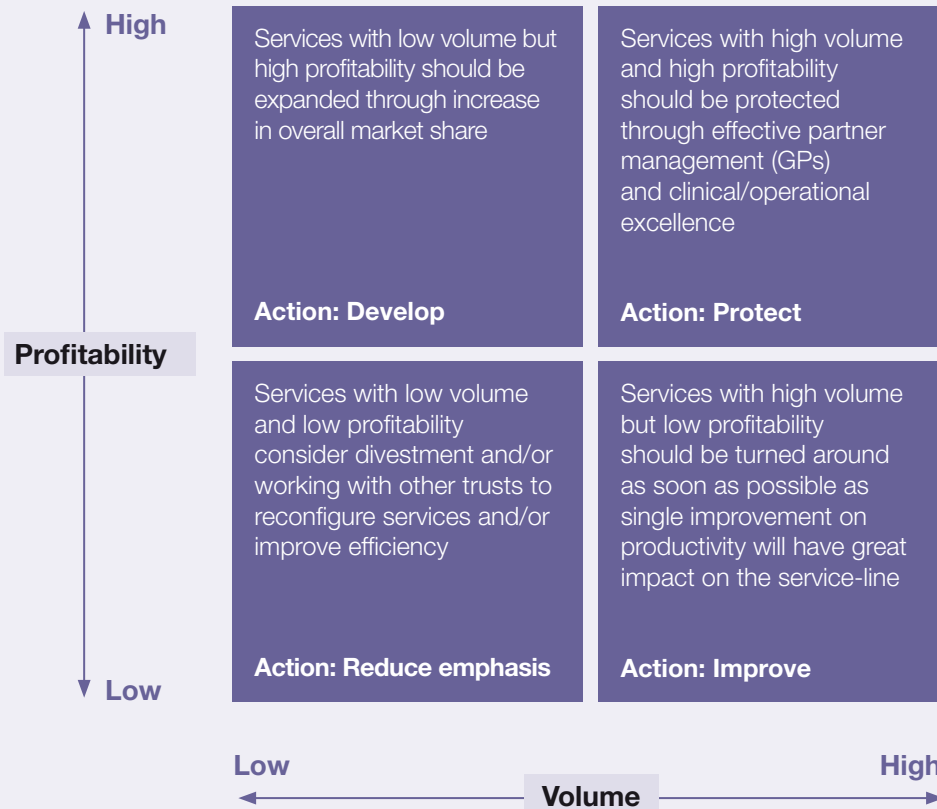 High
Services with low volume but
high profitability should be
expanded through increase
in overall market share
Action: Develop
Services with high volume
and high profitability
should be protected
through effective partner
management (GPs)
and clinical/operational
excellence
Action: Protect
Profitability
Services with low volume
and low profitability
consider divestment and/or
working with other trusts to
reconfigure services and/or
improve efficiency
Action: Reduce emphasis
Services with high volume
but low profitability
should be turned around
as soon as possible as
single improvement on
productivity will have great
impact on the service-line
Action: Improve
Low
Low
High
Volume